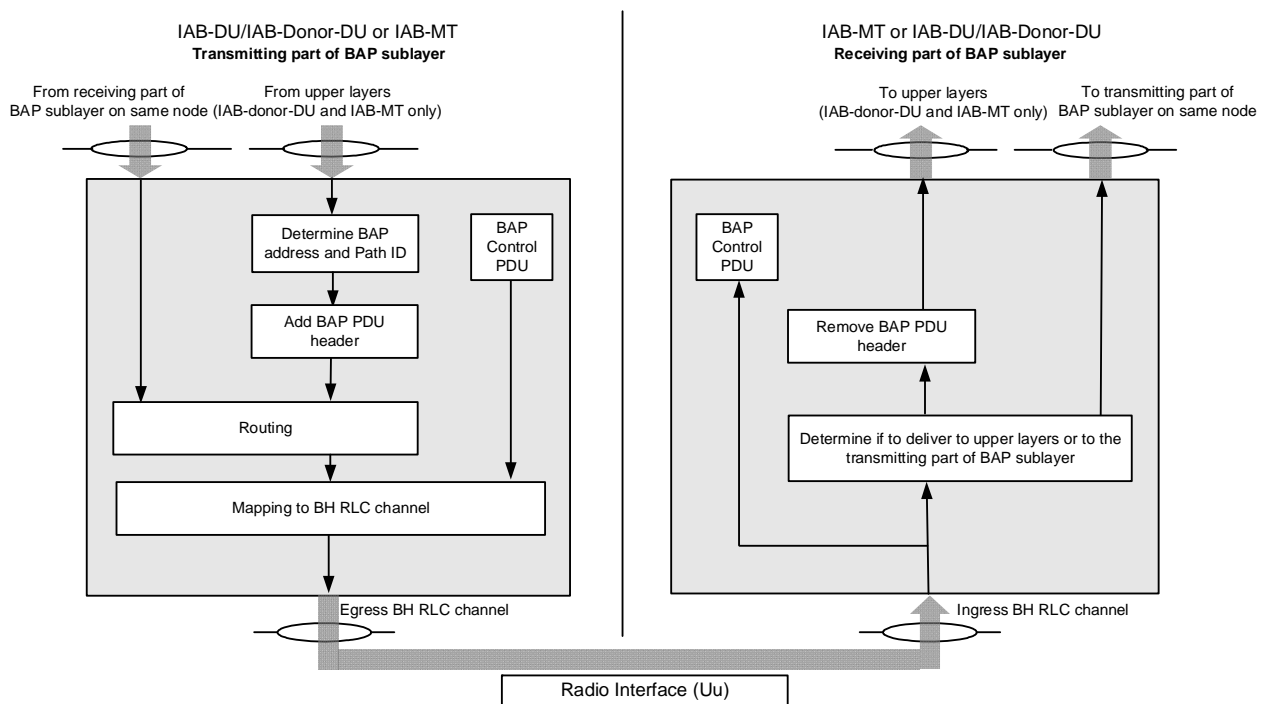 IAB-DU/IAB-Donor-DU or IAB-MT
Transmitting part of BAP sublayer
From receiving part of
BAP sublayer on same node
From upper layers
(IAB-donor-DU and IAB-MT only)
Determine BAP
address and Path ID
BAP
Control
PDU
Add BAP PDU
header
Routing
Mapping to BH RLC channel
Egress BH RLC channel
IAB-MT or IAB-DU/IAB-Donor-DU
Receiving part of BAP sublayer
To upper layers
(IAB-donor-DU and IAB-MT only)
To transmitting part of
BAP sublayer on same node
BAP
Control
PDU
Remove BAP PDU
header
Determine if to deliver to upper layers or to the
transmitting part of BAP sublayer
Ingress BH RLC channel
Radio Interface (Uu)